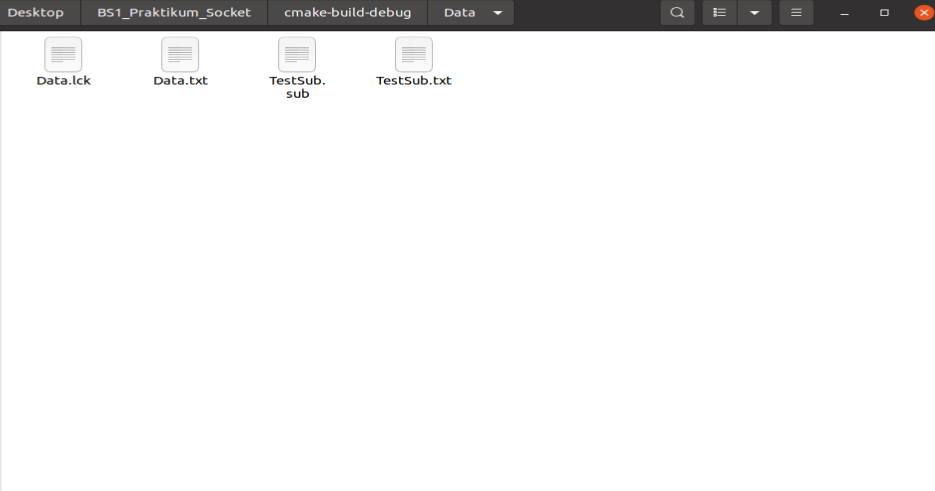 Desktop BS1_Praktikum_Socket cmake-build-debug Data
Data.lck Data.txt TestSub. TestSub.txt
sub